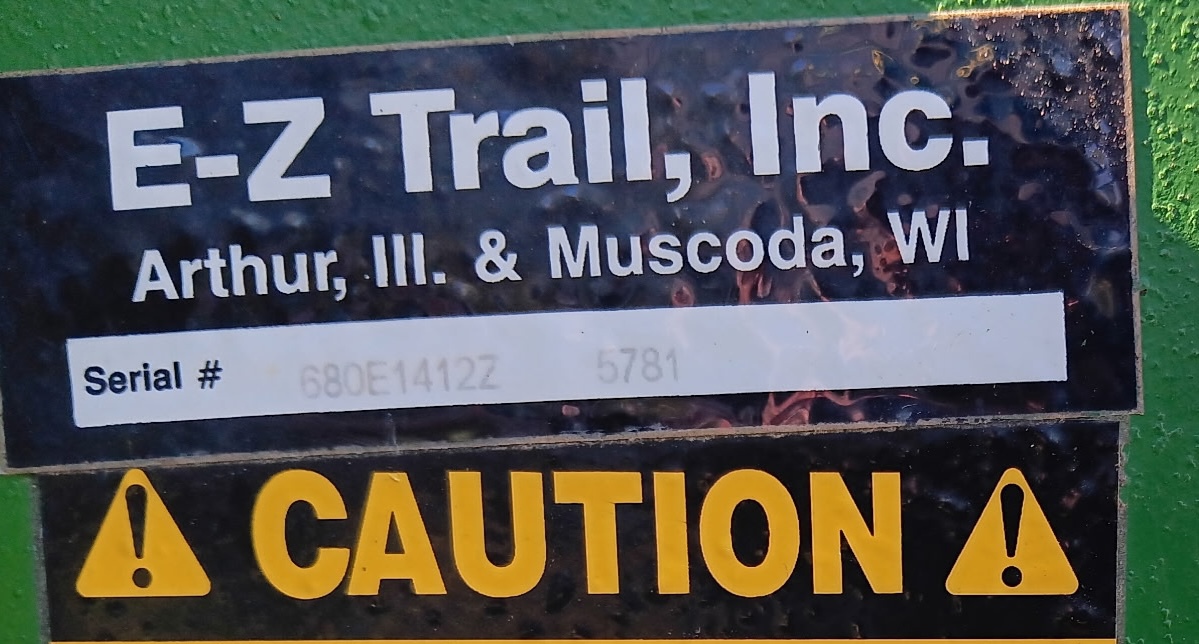 E-Z Trail, Inc.
Arthur, Ill. & Muscoda, WI
Serial # 680E1412Z 5781
CAUTION